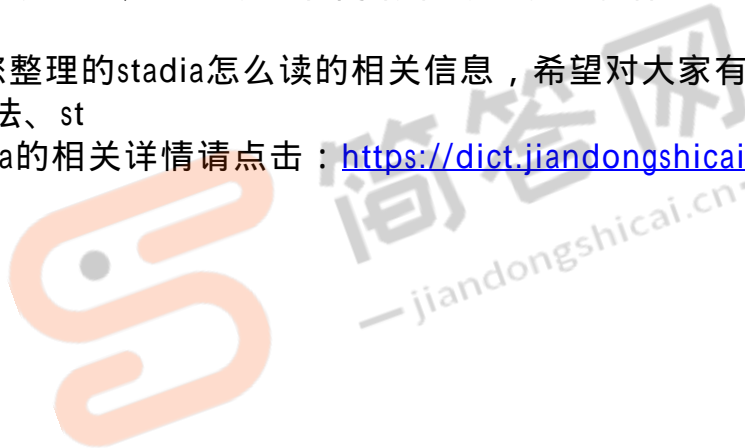 整理的stadia怎么读的相关信息，希望对大家有
法、st
a的相关详情请点击：https://dict.jiandongshicai
简答网
jiandongshicai.cn